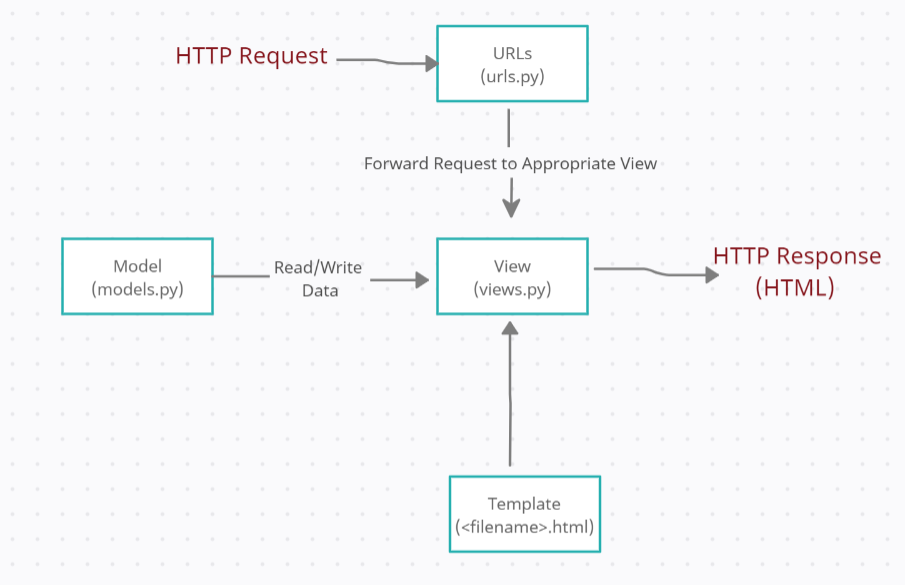 HTTP Request
URLs
(urls.py)
Forward Request to Appropriate View
Model
(models.py)
Read/Write
Data
View
(views.py)
HTTP Response
(HTML)
Template
(<filename>.html)